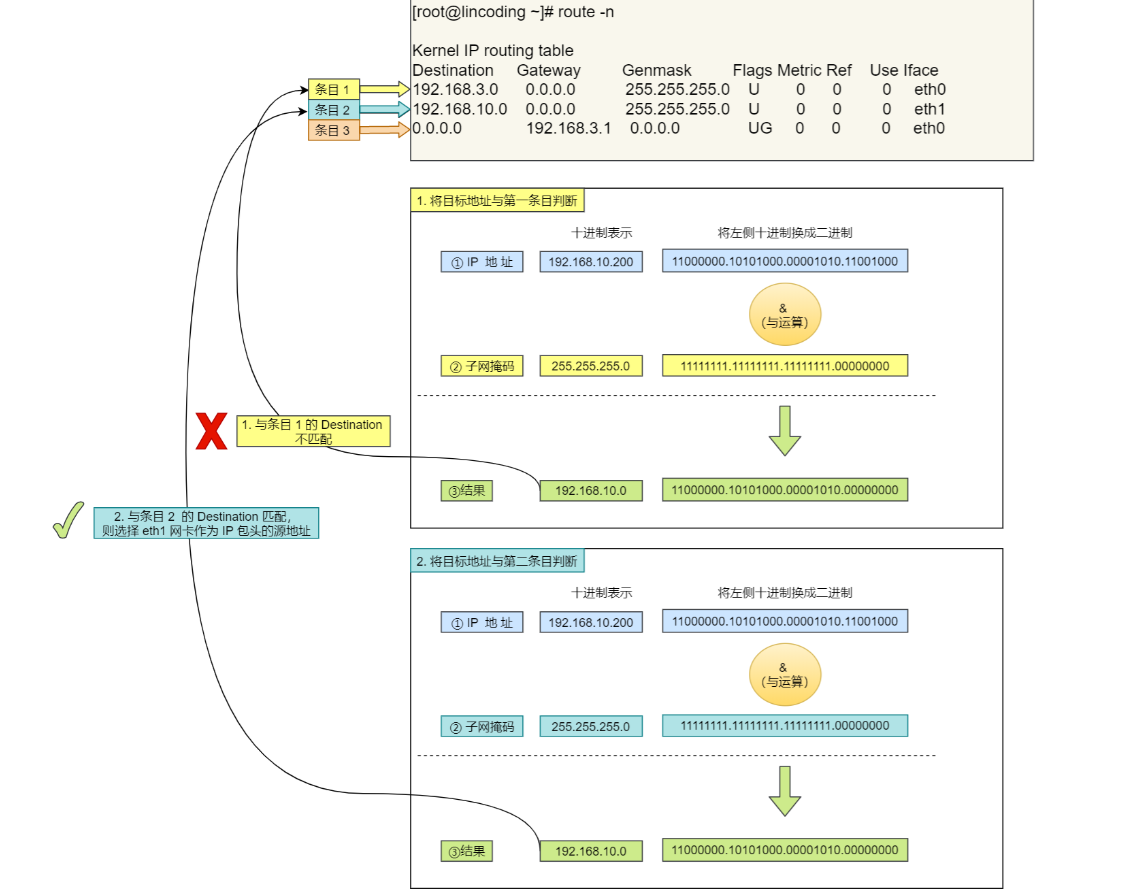 [root@lincoding ~]# route -n
Kernel IP routing table
Destination Gateway Genmask Flags Metric Ref Use Iface
条目 1 192.168.3.0 0.0.0.0 255.255.255.0 U 0 0 0 eth0
条目 2 192.168.10.0 0.0.0.0 255.255.255.0 U 0 0 0 eth1
条目 3 0.0.0.0 192.168.3.1 0.0.0.0 UG 0 0 0 eth0
1. 将目标地址与第一条目判断
十进制表示 将左侧十进制换成二进制
① IP 地 址 192.168.10.200 11000000.10101000.00001010.11001000
&
(与运算)
② 子网掩码 255.255.255.0 11111111.11111111.11111111.00000000
1. 与条目 1 的 Destination
不匹配
③结果 192.168.10.0 11000000.10101000.00001010.00000000
2. 与条目 2 的 Destination 匹配,
则选择 eth1 网卡作为 IP 包头的源地址
2. 将目标地址与第二条目判断
十进制表示 将左侧十进制换成二进制
① IP 地 址 192.168.10.200 11000000.10101000.00001010.11001000
&
(与运算)
② 子网掩码 255.255.255.0 11111111.11111111.11111111.00000000
③结果 192.168.10.0 11000000.10101000.00001010.00000000